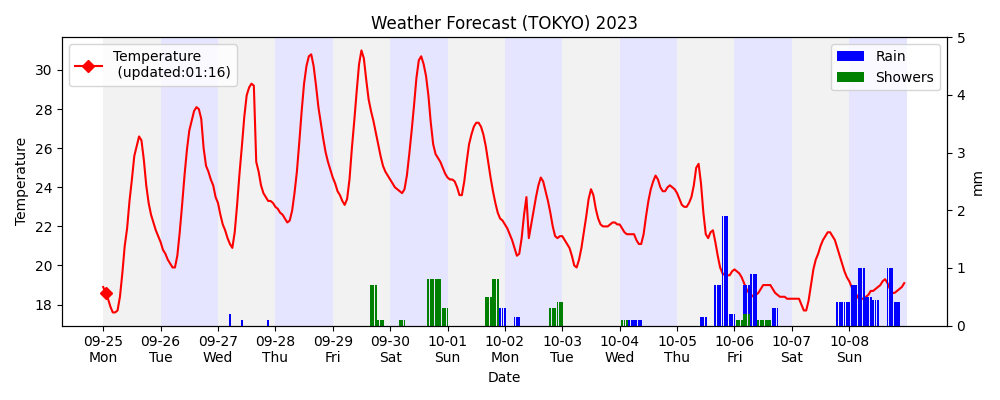 Weather Forecast (TOKYO) 2023
Temperature
(updated:01:16)
Rain
Showers
Temperature
30
28
26
24
22
20
18
5
4
3
2
1
0
mm
09-25 09-26 09-27 09-28 09-29 09-30 10-01 10-02 10-03 10-04 10-05 10-06 10-07 10-08
Mon Tue Wed Thu Fri Sat Sun Mon Tue Wed Thu Fri Sat Sun
Date